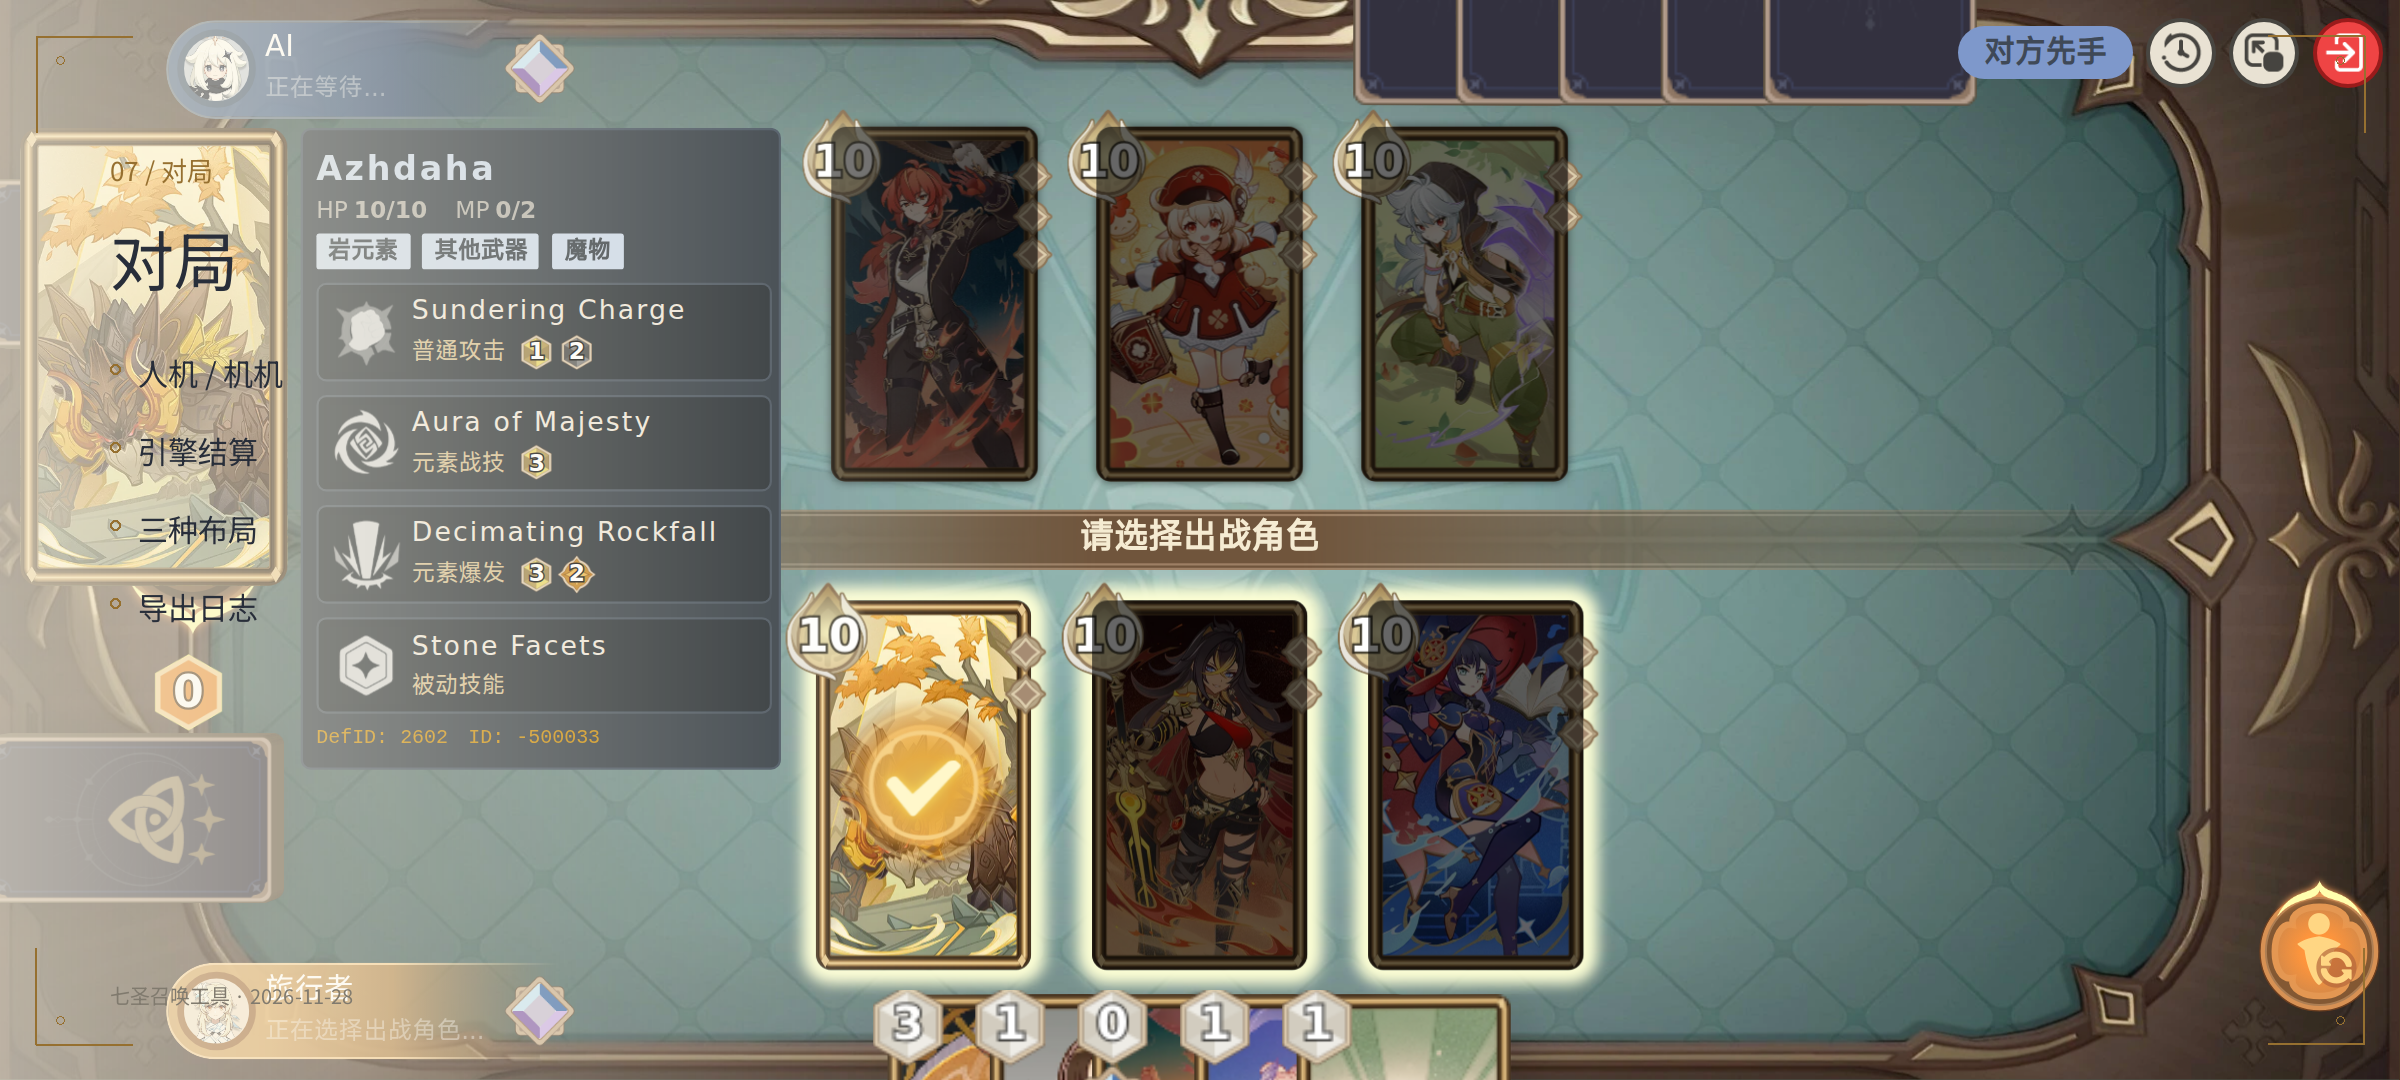 AI
正在等待...
对方先手
07 / 对局
对局
人机 / 机机
引擎结算
三种布局
导出日志
0
Azhdaha
HP 10/10 MP 0/2
岩元素 其他武器 魔物
Sundering Charge
普通攻击 1 2
Aura of Majesty
元素战技 3
Decimating Rockfall
元素爆发 3 2
Stone Facets
被动技能
DefID: 2602 ID: -500033
10 10 10
请选择出战角色
10 10 10
旅行者
七圣召唤工具 · 2026-11-28
正在选择出战角色...
3 1 0 1 1